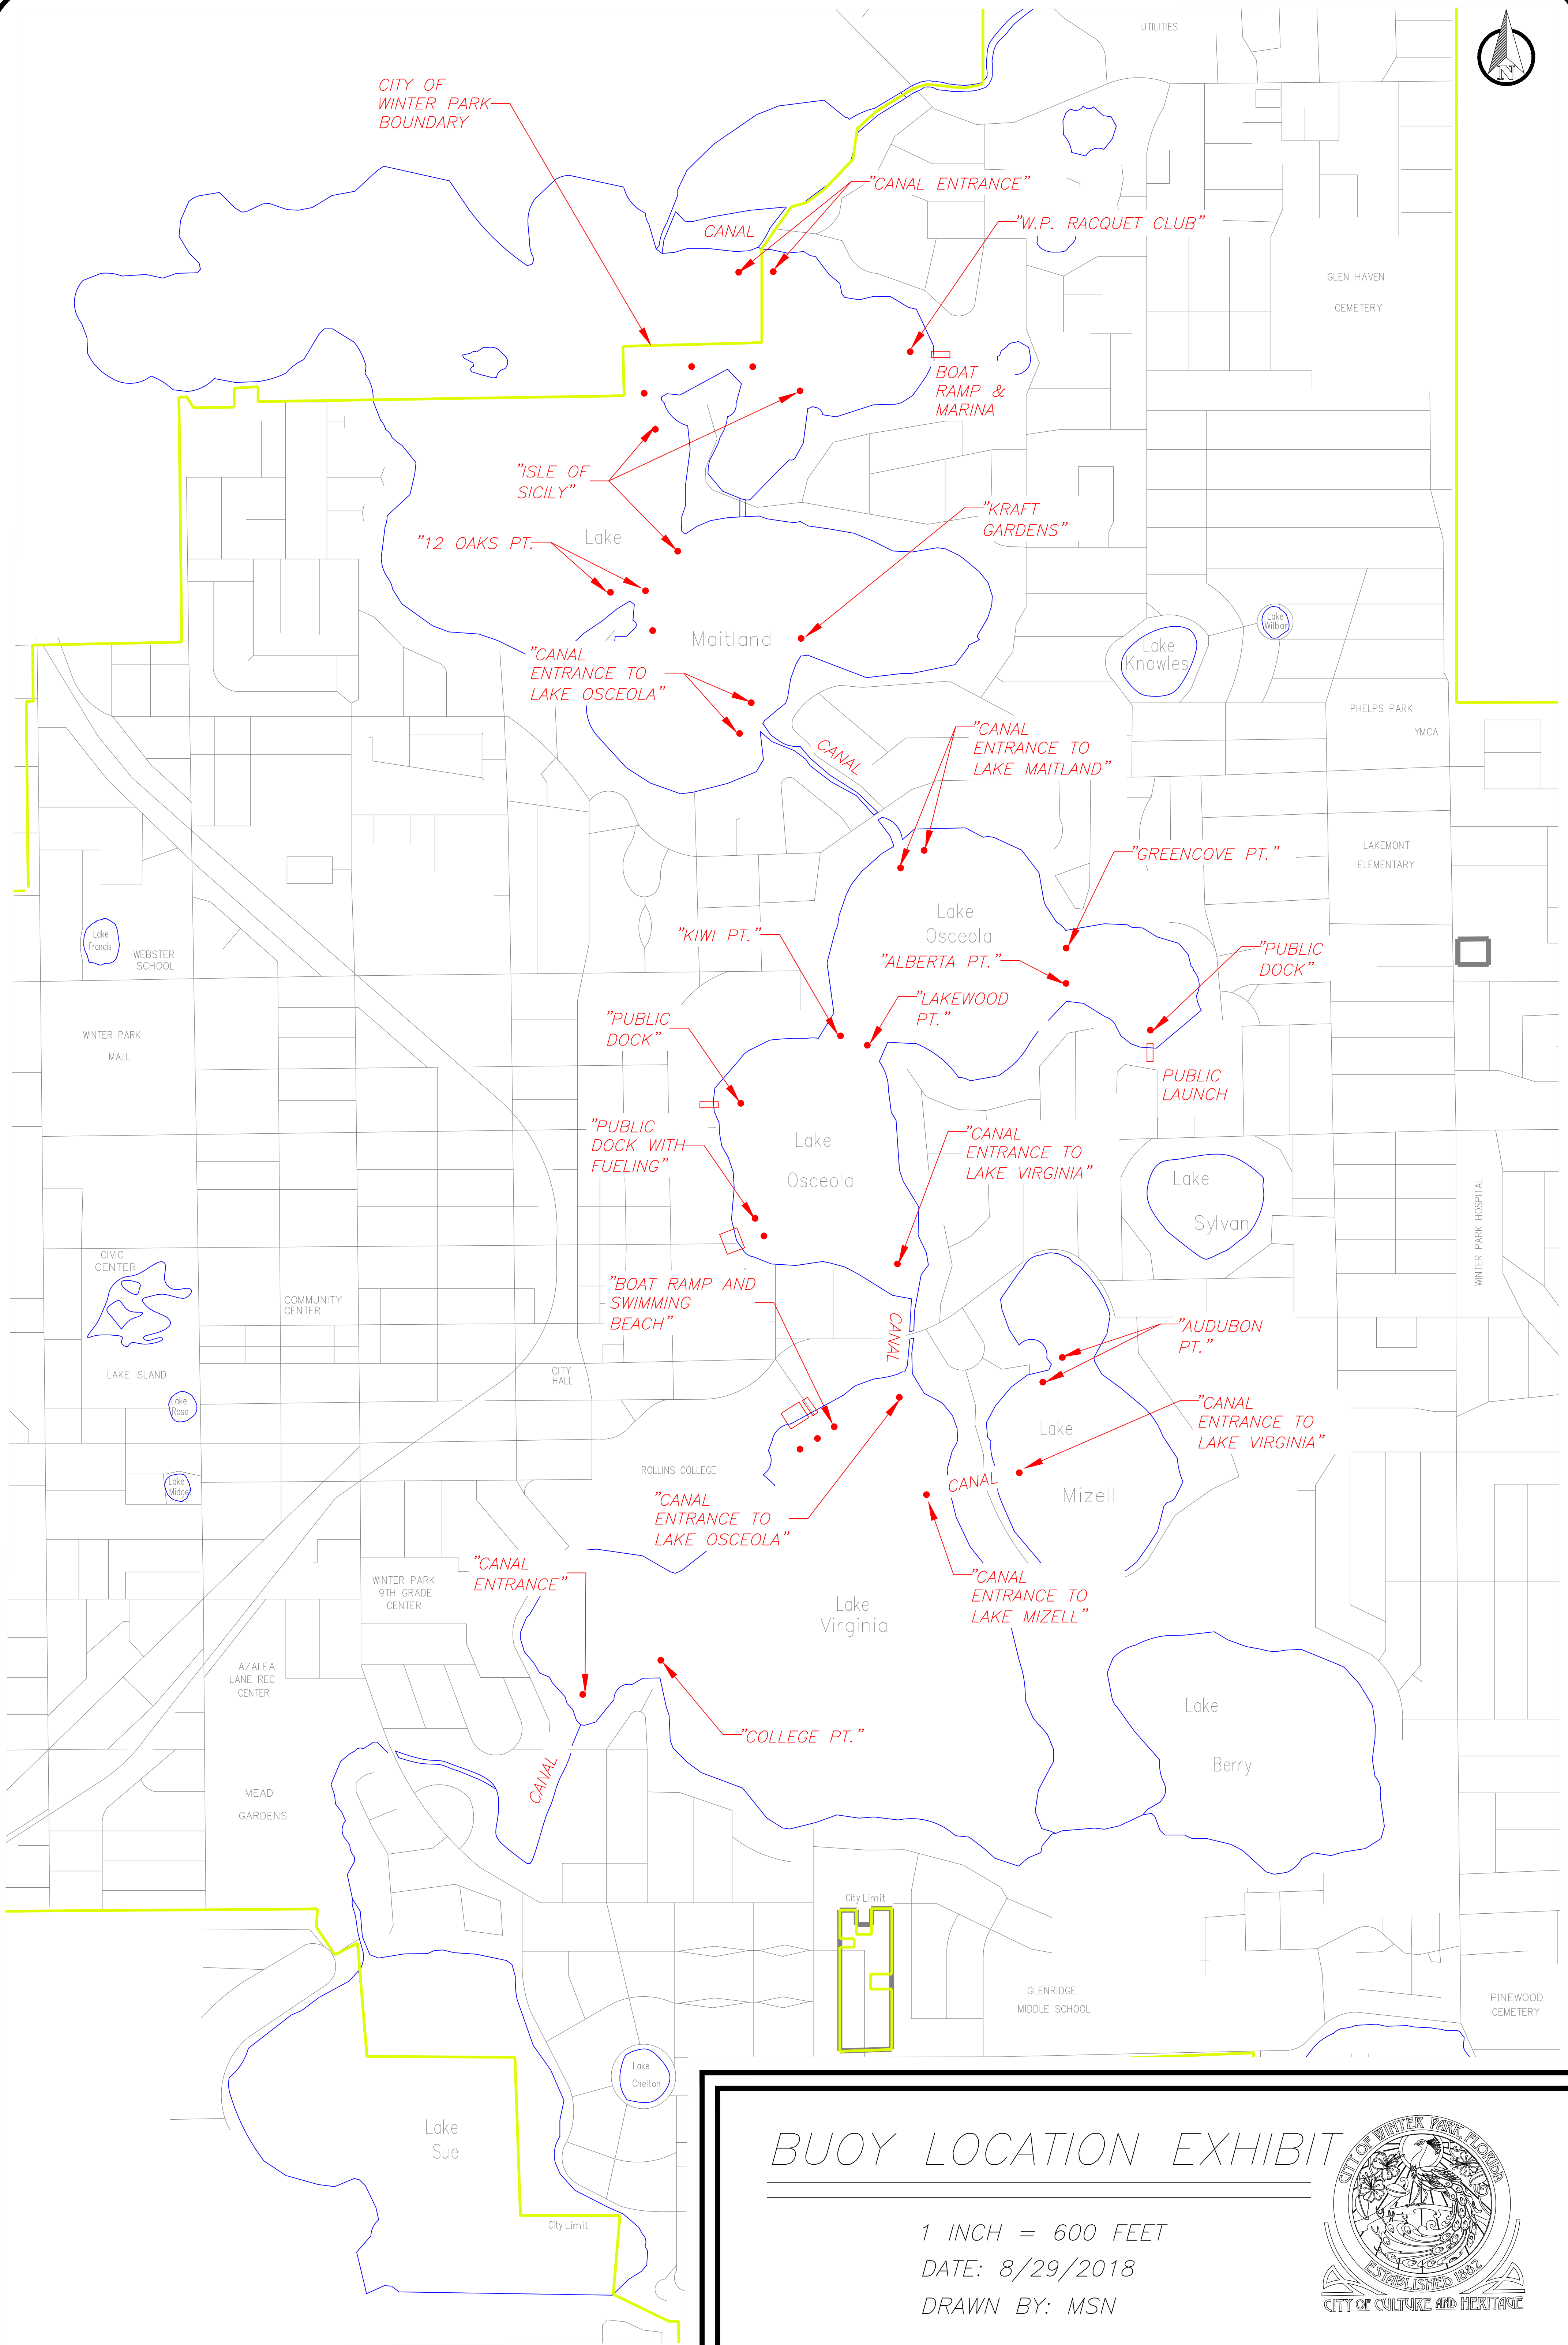 UTILITIES
N
CITY OF
WINTER PARK
BOUNDARY
"CANAL ENTRANCE"
CANAL
"W.P. RACQUET CLUB"
GLEN HAVEN
CEMETERY
BOAT
RAMP &
MARINA
"ISLE OF
SICILY"
"KRAFT
GARDENS"
Lake
"12 OAKS PT.
Maitland
Lake
Wilbar
Lake
Knowles
"CANAL
ENTRANCE TO
LAKE OSCEOLA"
PHELPS PARK
YMCA
CANAL
"CANAL
ENTRANCE TO
LAKE MAITLAND"
LAKEMONT
ELEMENTARY
"GREENCOVE PT."
Lake
Osceola
Lake
Francis
WEBSTER
SCHOOL
"KIWI PT."
"ALBERTA PT."
"PUBLIC
DOCK"
"LAKEWOOD
PT."
"PUBLIC
DOCK"
WINTER PARK
MALL
PUBLIC
LAUNCH
"PUBLIC
DOCK WITH
FUELING"
Lake
Osceola
"CANAL
ENTRANCE TO
LAKE VIRGINIA"
Lake
Sylvan
WINTER PARK HOSPITAL
CIVIC
CENTER
COMMUNITY
CENTER
"BOAT RAMP AND
SWIMMING
BEACH"
CANAL
"AUDUBON
PT."
LAKE ISLAND
CITY
HALL
Lake
Rose
Lake
"CANAL
ENTRANCE TO
LAKE VIRGINIA"
Lake
Midget
ROLLINS COLLEGE
CANAL
Mizell
"CANAL
ENTRANCE TO
LAKE OSCEOLA"
"CANAL
ENTRANCE"
WINTER PARK
9TH GRADE
CENTER
"CANAL
ENTRANCE TO
LAKE MIZELL"
Lake
Virginia
AZALEA
LANE REC
CENTER
Lake
Berry
"COLLEGE PT."
CANAL
MEAD
GARDENS
City Limit
GLENRIDGE
MIDDLE SCHOOL
PINEWOOD
CEMETERY
Lake
Chelton
Lake
Sue
City Limit
BUOY LOCATION EXHIBIT
1 INCH = 600 FEET
DATE: 8/29/2018
DRAWN BY: MSN
CITY OF WINTER PARK, FLORIDA
ESTABLISHED 1882
CITY OF CULTURE AND HERITAGE